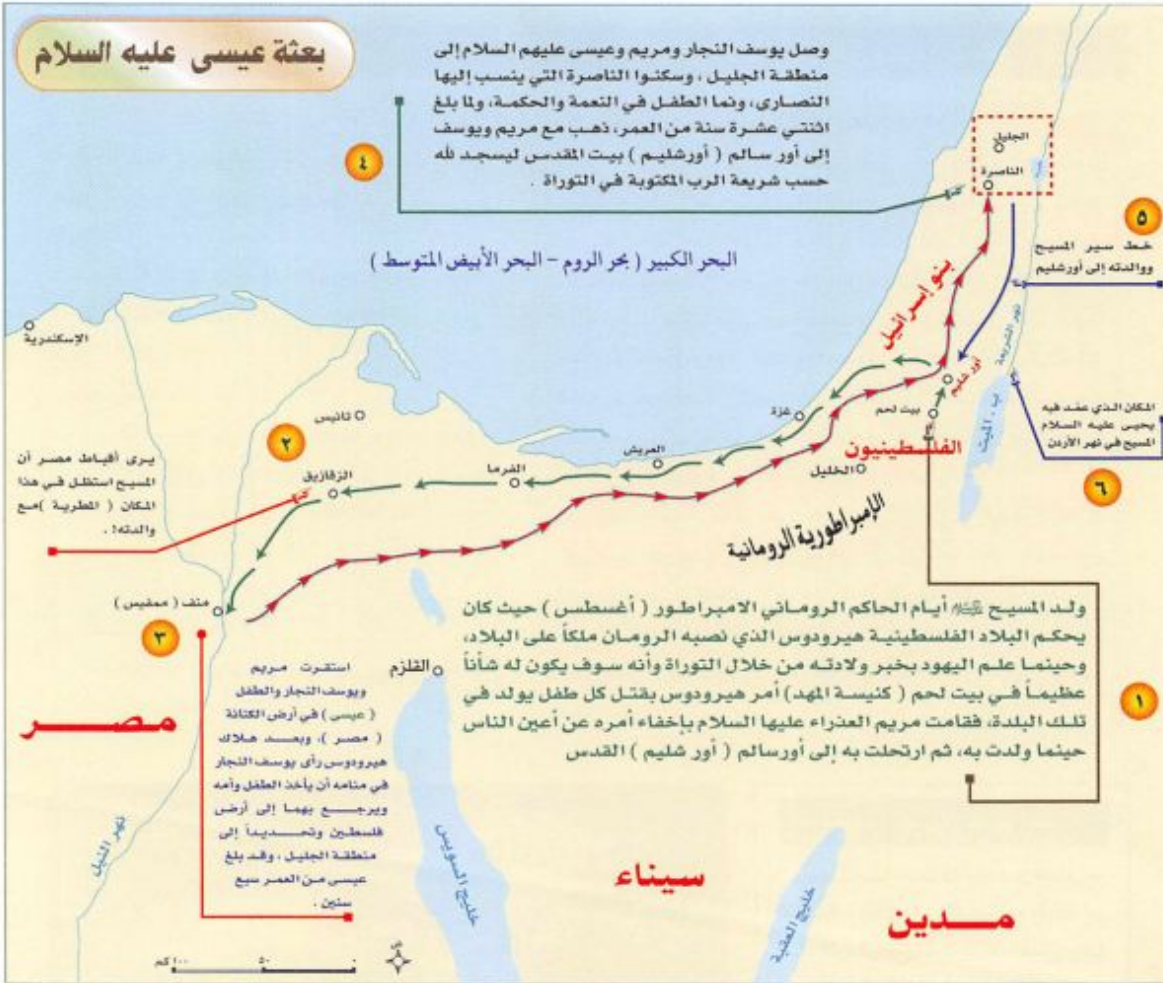 بعثة عيسى عليه السلام
وصل يوسف النجار ومريم وعيسى عليهم السلام إلى
منطقة الجليل ، وسكنوا الناصرة التي ينسب إليها
النصارى، ونما الطفل في النعمة والحكمة، ولما بلغ
اثنتي عشرة سنة من العمر، ذهب مع مريم ويوسف
إلى أور سالم ( أورشليم ) بيت المقدس ليسجد لله
حسب شريعة الرب المكتوبة في التوراة .
٤
الجليل
الناصرة
٥
خط سير المسيح
ووالدته إلى أورشليم
البحر الكبير ( بحر الروم - البحر الأبيض المتوسط )
بنو إسرائيل
نهر الشريعة
الإسكندرية
أور شليم
بيت لحم
ب . الميت
المكان الذي عمد فيه
يحيى عليه السلام
المسيح في نهر الأردن
٦
غزة
تانيس
٢
العريش
الفرما
الزقازيق
الفلسطينيون
الخليل
يرى أقباط مصر أن
المسيح استظل في هذا
المكان ( المطرية ) مع
والدته! .
الإمبراطورية الرومانية
منف ( ممفيس )
٣
ولد المسيح أيام الحاكم الروماني الامبراطور ( أغسطس ) حيث كان
يحكم البلاد الفلسطينية هيرودوس الذي نصبه الرومان ملكاً على البلاد،
وحينما علم اليهود بخبر ولادته من خلال التوراة وأنه سوف يكون له شأناً
عظيماً في بيت لحم ( كنيسة المهد) أمر هيرودوس بقتل كل طفل يولد في
تلك البلدة، فقامت مريم العذراء عليها السلام بإخفاء أمره عن أعين الناس
حينما ولدت به، ثم ارتحلت به إلى أورسالم ( أور شليم ) القدس
١
القلزم
استقرت مريم
ويوسف النجار والطفل
( عيسى ) في أرض الكنانة
( مصر ) ، وبعد هلاك
هيرودوس رأى يوسف النجار
في منامه أن يأخذ الطفل وأمه
ويرجع بهما إلى أرض
فلسطين وتحديداً إلى
منطقة الجليل ، وقد بلغ
عيسى من العمر سبع
سنين .
مصر
نهر النيل
خليج السويس
سيناء
خليج العقبة
مدين
١٠٠ كم
٥٠
٠